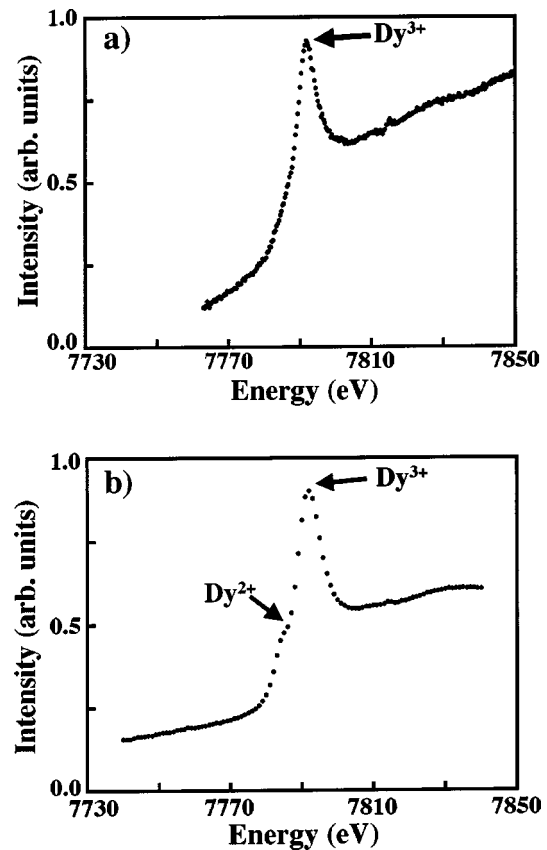 a)
Dy³⁺
1.0
0.5
0.0
Intensity (arb. units)
7730 7770 7810 7850
Energy (eV)
b)
Dy³⁺
Dy²⁺
1.0
0.5
0.0
Intensity (arb. units)
7730 7770 7810 7850
Energy (eV)